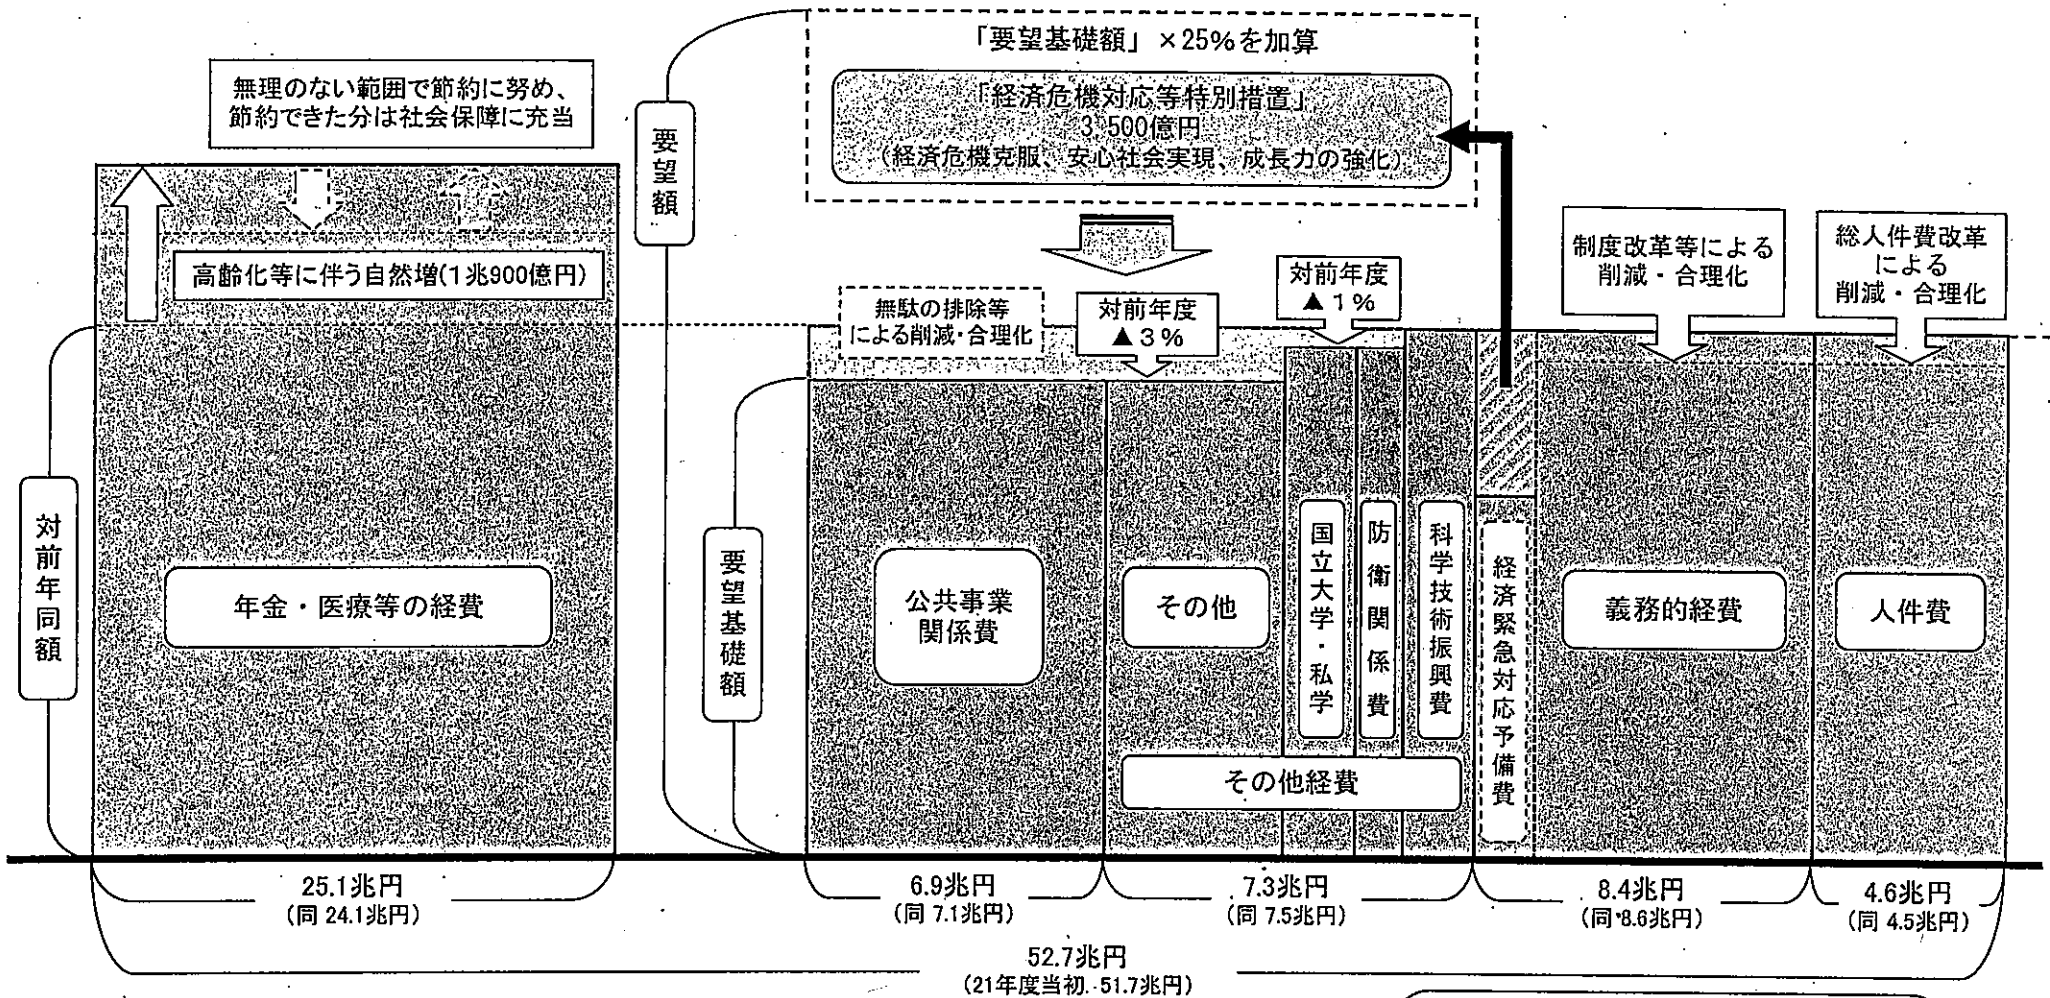 「要望基礎額」×25%を加算
「経済危機対応等特別措置」
3,500億円
(経済危機克服、安心社会実現、成長力の強化)
無理のない範囲で節約に努め、
節約できた分は社会保障に充当
要望額
制度改革等による
削減・合理化
総人件費改革
による
削減・合理化
高齢化等に伴う自然増(1兆900億円)
無駄の排除等
による削減・合理化
対前年度
▲3%
対前年度
▲1%
対前年同額
年金・医療等の経費
要望基礎額
公共事業
関係費
その他
国立大学・私学
防衛関係費
科学技術振興費
経済緊急対応予備費
義務的経費
人件費
その他経費
25.1兆円
(同 24.1兆円)
6.9兆円
(同 7.1兆円)
7.3兆円
(同 7.5兆円)
8.4兆円
(同 8.6兆円)
4.6兆円
(同 4.5兆円)
52.7兆円
(21年度当初 51.7兆円)